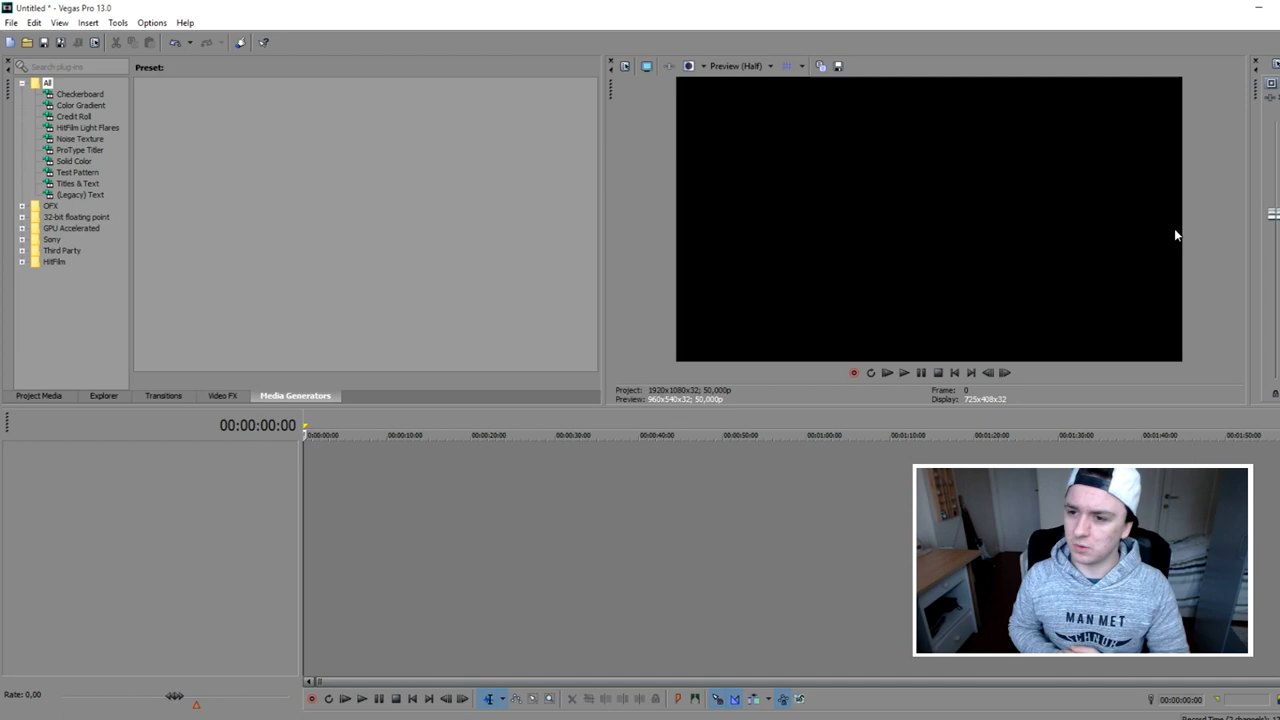 Untitled * - Vegas Pro 13.0
File Edit View Insert Tools Options Help
Search plug-ins
Preset:
Preview (Half)
All
Checkerboard
Color Gradient
Credit Roll
HitFilm Light Flares
Noise Texture
ProType Titler
Solid Color
Test Pattern
Titles & Text
(Legacy) Text
OFX
32-bit floating point
GPU Accelerated
Sony
Third Party
HitFilm
Project: 1920x1080x32; 50,000p
Frame: 0
Preview: 960x540x32; 50,000p
Display: 725x408x32
Project Media Explorer Transitions Video FX Media Generators
00:00:00:00
0:00:00:00 00:00:10:00 00:00:20:00 00:00:30:00 00:00:40:00 00:00:50:00 00:01:00:00 00:01:10:00 00:01:20:00 00:01:30:00 00:01:40:00 00:01:50:00
MAN MET
SCHNUR
Rate: 0,00
00:00:00:00